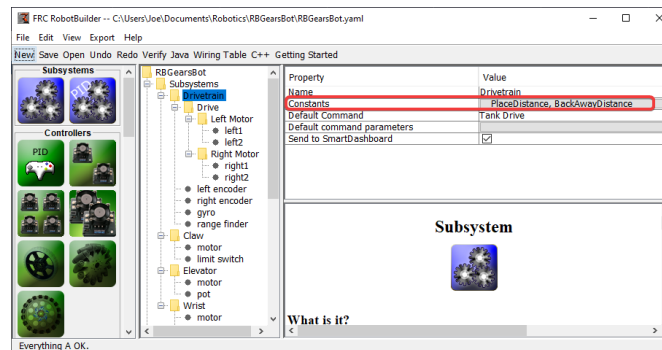 FRC RobotBuilder -- C:\Users\Joe\Documents\Robotics\RBGearsBot\RBGearsBot.yaml
File Edit View Export Help
New Save Open Undo Redo Verify Java Wiring Table C++ Getting Started
Subsystems
PID
Controllers
PID
RBGearsBot
Subsystems
Drivetrain
Drive
Left Motor
left1
left2
Right Motor
right1
right2
left encoder
right encoder
gyro
range finder
Claw
motor
limit switch
Elevator
motor
pot
Wrist
motor
Property Value
Name Drivetrain
Constants PlaceDistance, BackAwayDistance
Default Command Tank Drive
Default command parameters
Send to SmartDashboard
Subsystem
What is it?
Everything A OK.